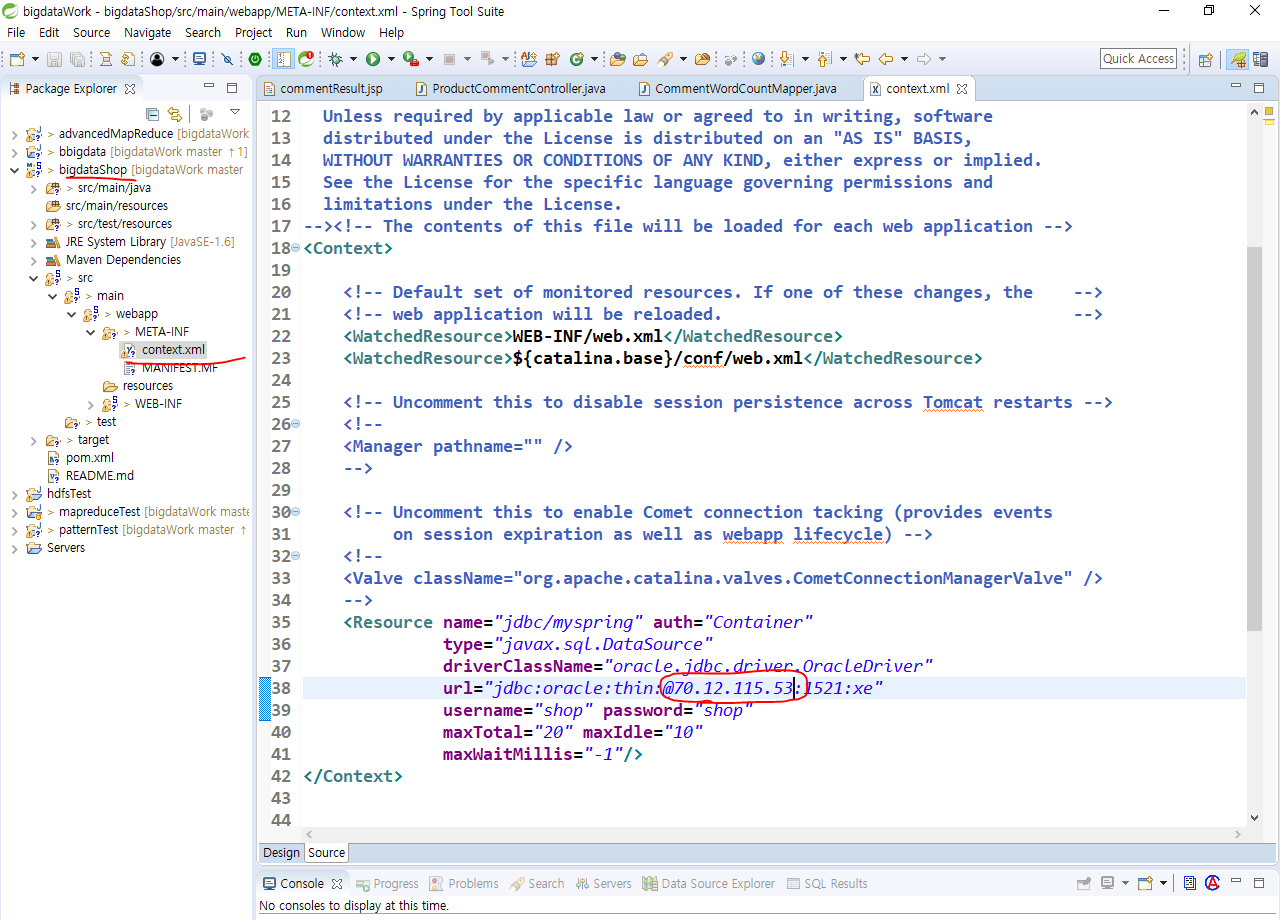 bigdataWork - bigdataShop/src/main/webapp/META-INF/context.xml - Spring Tool Suite
File Edit Source Navigate Search Project Run Window Help
Quick Access
Package Explorer
> advancedMapReduce [bigdataWork
> bbigdata [bigdataWork master ↑ 1]
> bigdataShop [bigdataWork master
> src/main/java
src/main/resources
> src/test/resources
JRE System Library [JavaSE-1.6]
Maven Dependencies
> src
> main
> webapp
> META-INF
context.xml
MANIFEST.MF
resources
> WEB-INF
> test
> target
pom.xml
README.md
hdfsTest
> mapreduceTest [bigdataWork maste
> patternTest [bigdataWork master ↑
Servers
commentResult.jsp ProductCommentController.java CommentWordCountMapper.java context.xml
12 Unless required by applicable law or agreed to in writing, software
13 distributed under the License is distributed on an "AS IS" BASIS,
14 WITHOUT WARRANTIES OR CONDITIONS OF ANY KIND, either express or implied.
15 See the License for the specific language governing permissions and
16 limitations under the License.
17 --><!-- The contents of this file will be loaded for each web application -->
18 <Context>
19
20 <!-- Default set of monitored resources. If one of these changes, the -->
21 <!-- web application will be reloaded. -->
22 <WatchedResource>WEB-INF/web.xml</WatchedResource>
23 <WatchedResource>${catalina.base}/conf/web.xml</WatchedResource>
24
25 <!-- Uncomment this to disable session persistence across Tomcat restarts -->
26 <!--
27 <Manager pathname="" />
28 -->
29
30 <!-- Uncomment this to enable Comet connection tacking (provides events
31 on session expiration as well as webapp lifecycle) -->
32 <!--
33 <Valve className="org.apache.catalina.valves.CometConnectionManagerValve" />
34 -->
35 <Resource name="jdbc/myspring" auth="Container"
36 type="javax.sql.DataSource"
37 driverClassName="oracle.jdbc.driver.OracleDriver"
38 url="jdbc:oracle:thin:@70.12.115.53:1521:xe"
39 username="shop" password="shop"
40 maxTotal="20" maxIdle="10"
41 maxWaitMillis="-1"/>
42 </Context>
43
44
Design Source
Console Progress Problems Search Servers Data Source Explorer SQL Results
No consoles to display at this time.